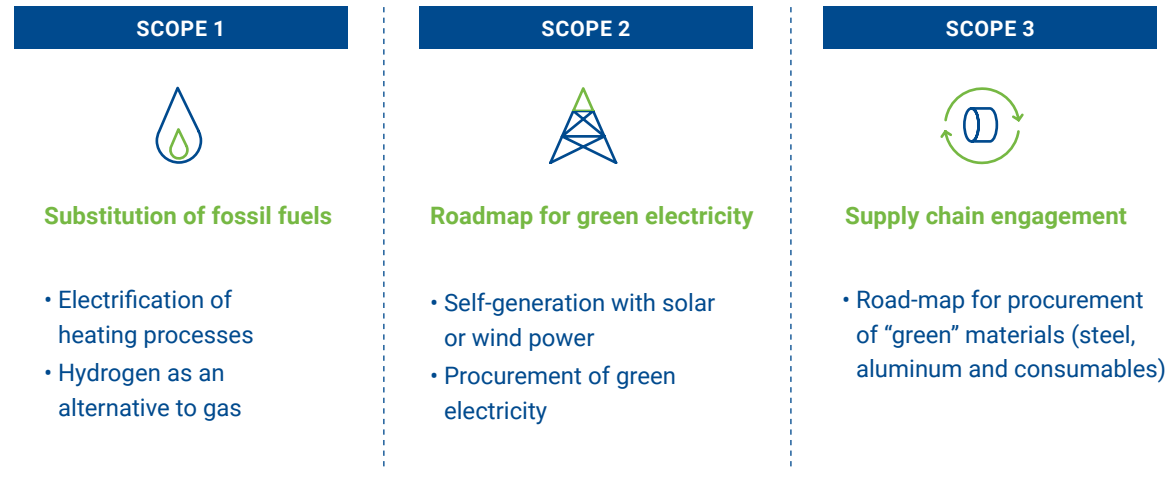 SCOPE 1
Substitution of fossil fuels
• Electrification of
heating processes
• Hydrogen as an
alternative to gas
SCOPE 2
Roadmap for green electricity
• Self-generation with solar
or wind power
• Procurement of green
electricity
SCOPE 3
Supply chain engagement
• Road-map for procurement
of “green” materials (steel,
aluminum and consumables)